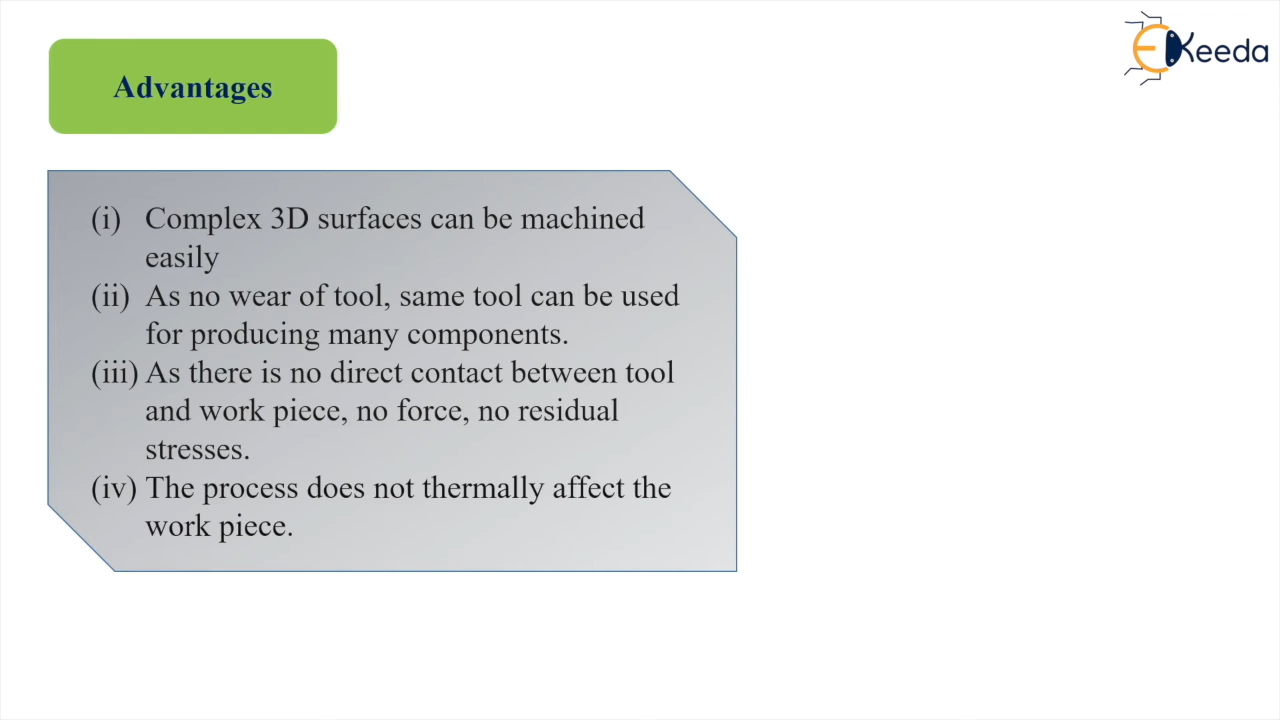 EKeeda
Advantages
(i) Complex 3D surfaces can be machined
easily
(ii) As no wear of tool, same tool can be used
for producing many components.
(iii) As there is no direct contact between tool
and work piece, no force, no residual
stresses.
(iv) The process does not thermally affect the
work piece.